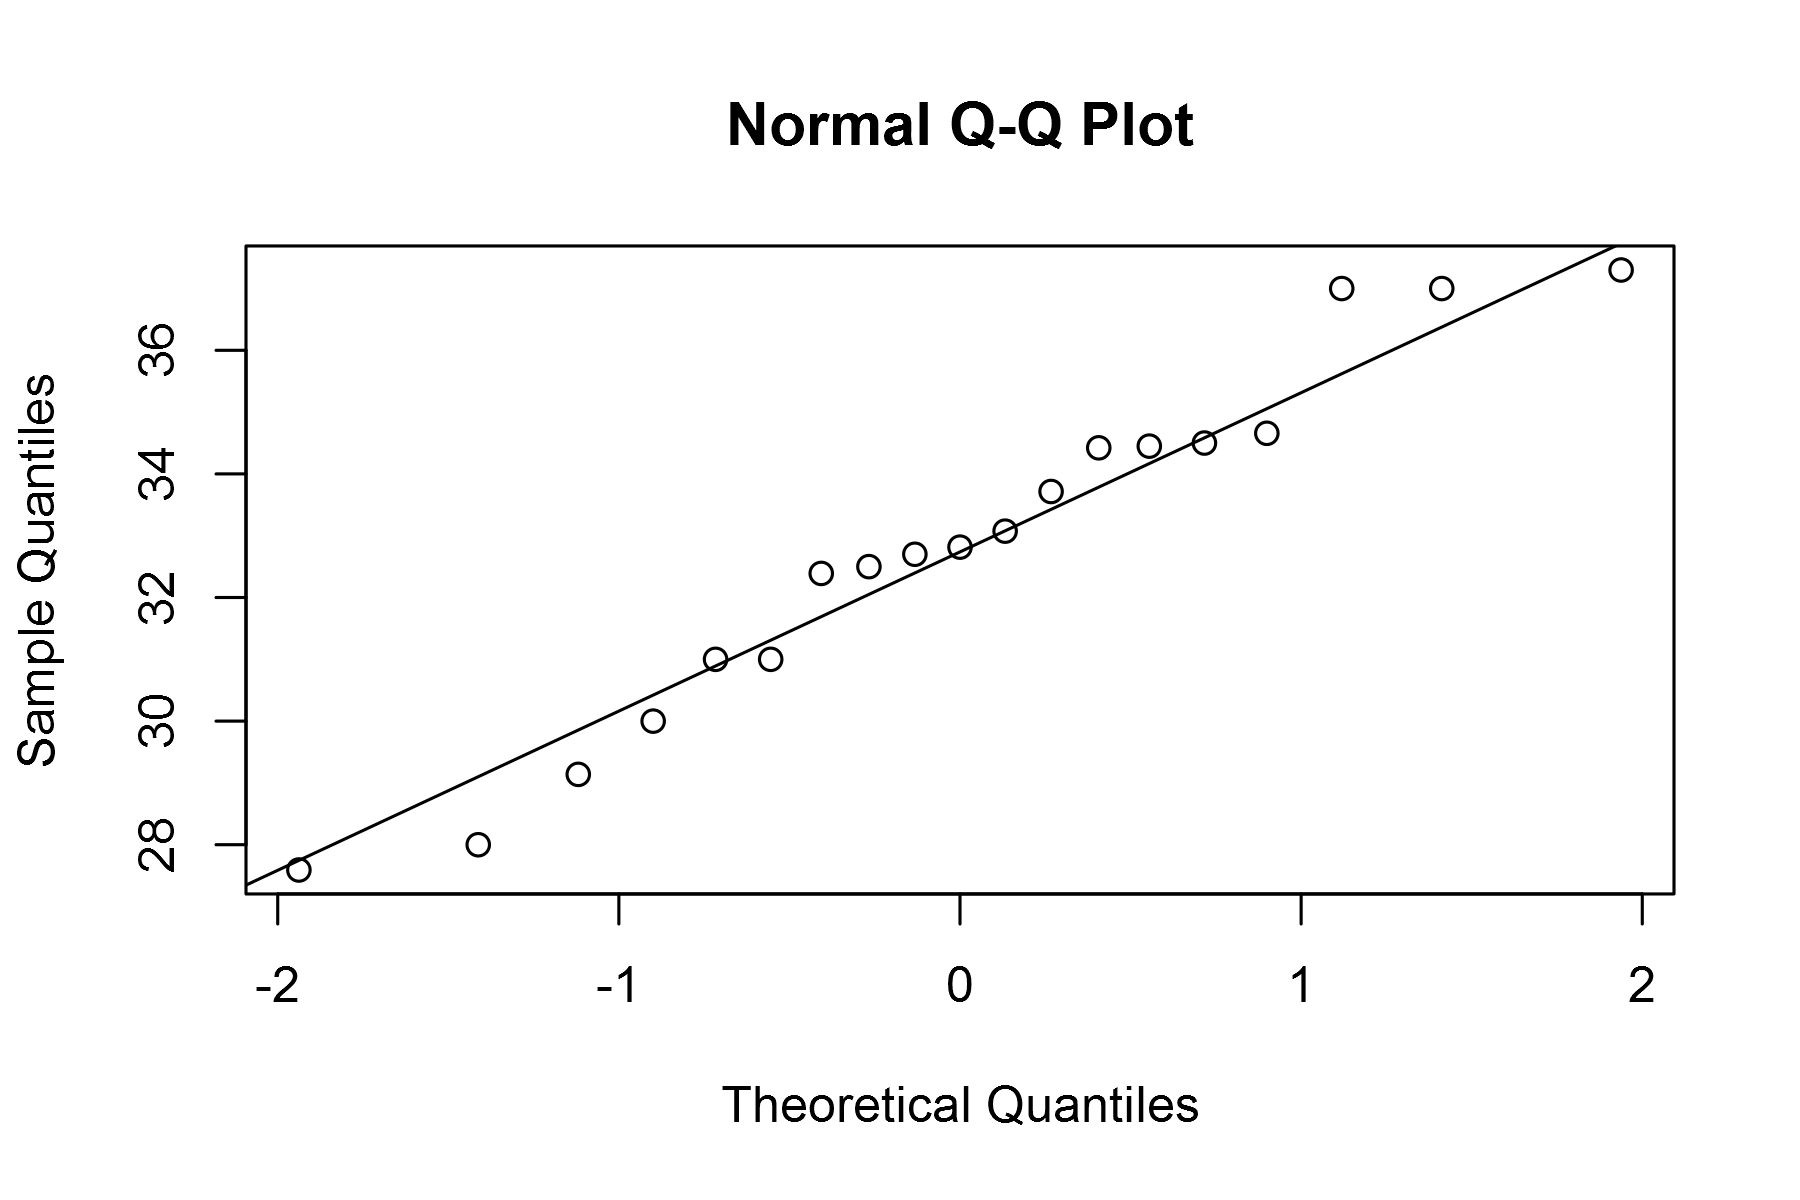 Normal Q-Q Plot
Sample Quantiles
36
34
32
30
28
-2 -1 0 1 2
Theoretical Quantiles